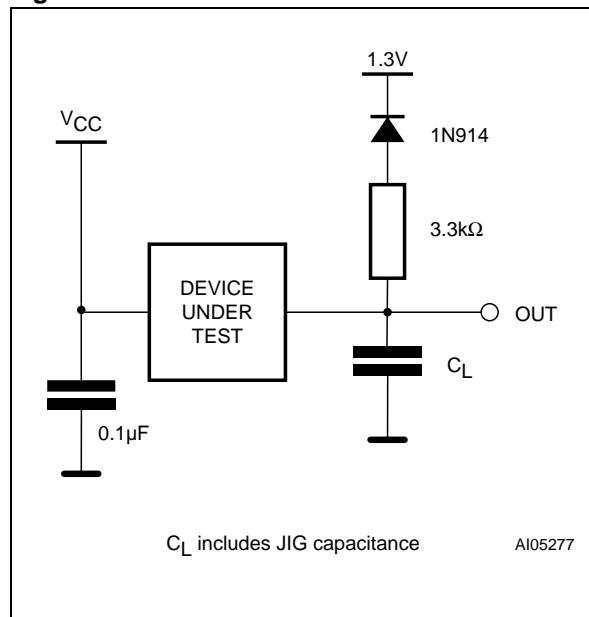 1.3V
VCC
1N914
3.3kΩ
DEVICE
UNDER
TEST
OUT
CL
0.1µF
CL includes JIG capacitance
AI05277